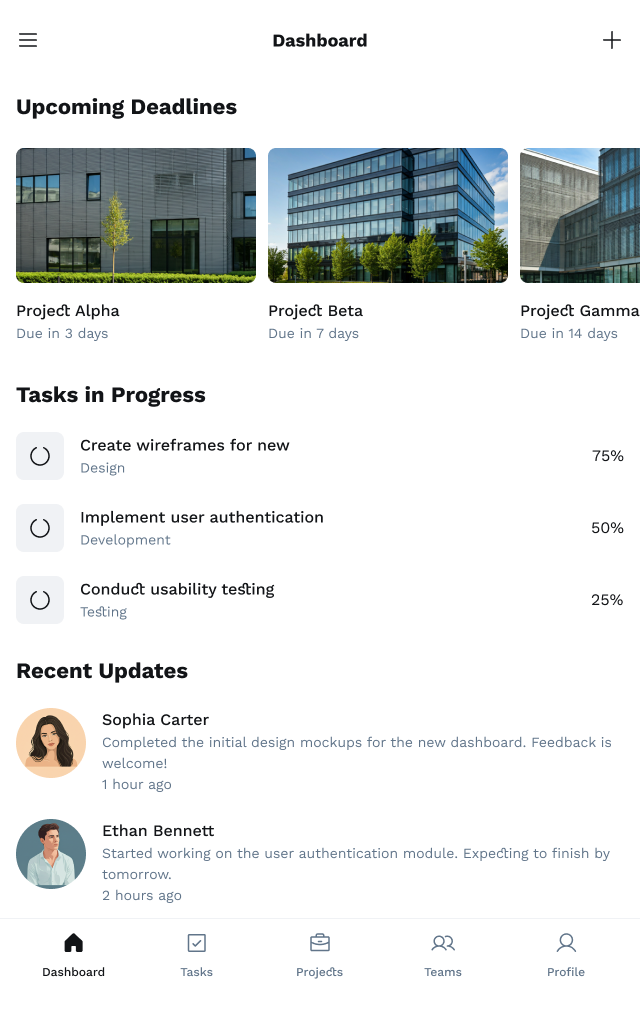 Dashboard
Upcoming Deadlines
Project Alpha
Due in 3 days
Project Beta
Due in 7 days
Project Gamma
Due in 14 days
Tasks in Progress
Create wireframes for new
Design
75%
Implement user authentication
Development
50%
Conduct usability testing
Testing
25%
Recent Updates
Sophia Carter
Completed the initial design mockups for the new dashboard. Feedback is
welcome!
1 hour ago
Ethan Bennett
Started working on the user authentication module. Expecting to finish by
tomorrow.
2 hours ago
Dashboard
Tasks
Projects
Teams
Profile